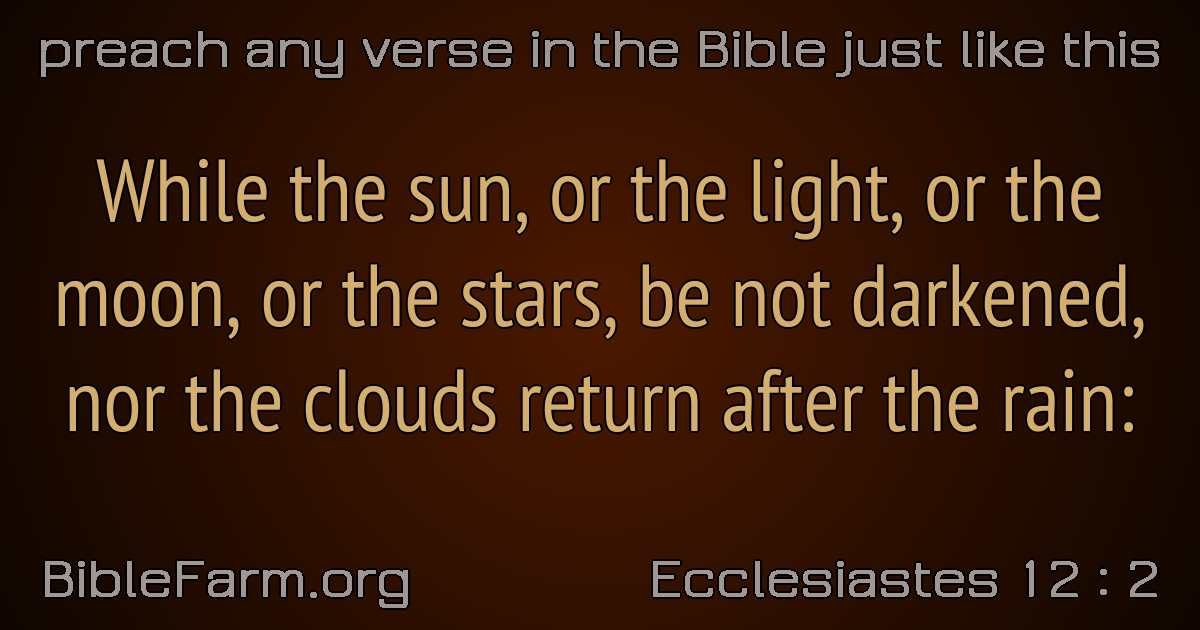 preach any verse in the Bible just like this
While the sun, or the light, or the
moon, or the stars, be not darkened,
nor the clouds return after the rain:
BibleFarm.org
Ecclesiastes 12 : 2